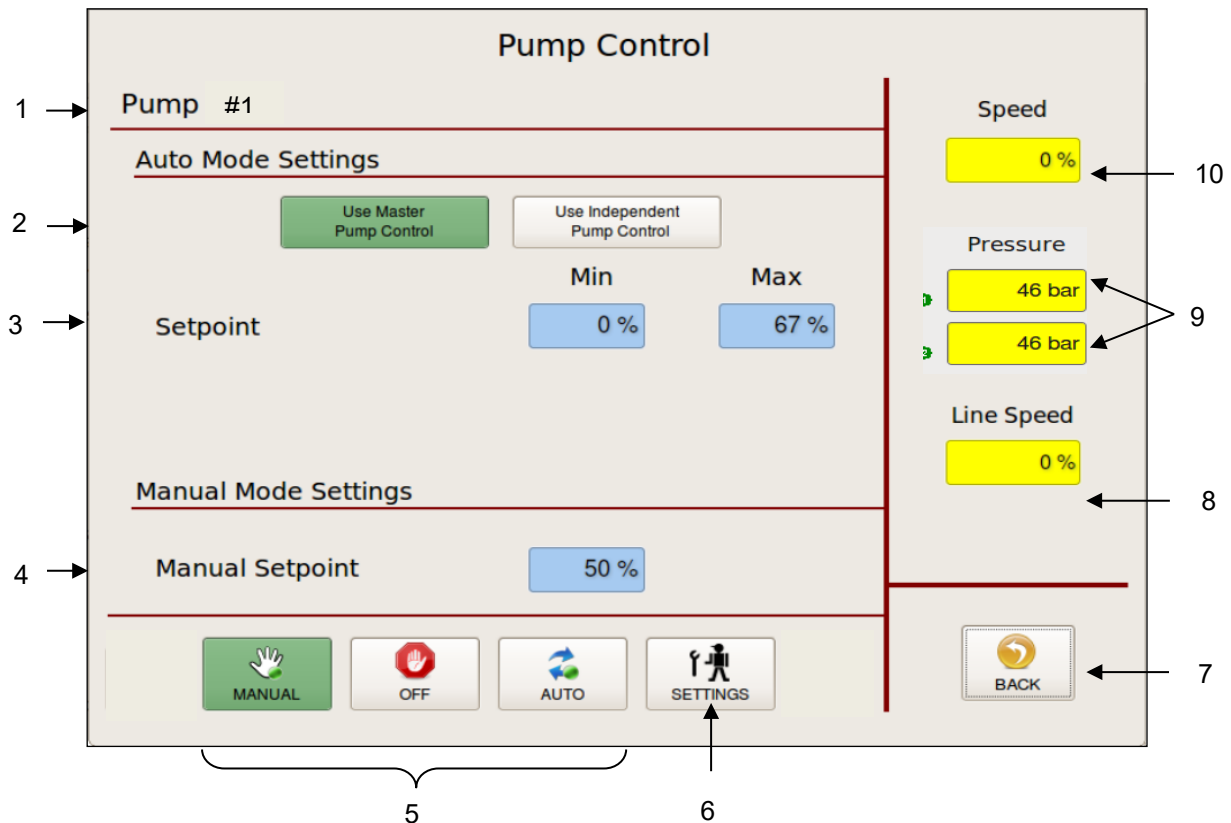 Pump Control
1
Pump #1
Speed
Auto Mode Settings
0 %
10
2
Use Master
Pump Control
Use Independent
Pump Control
Pressure
Min
Max
46 bar
3
Setpoint
0 %
67 %
9
46 bar
Line Speed
0 %
Manual Mode Settings
8
4
Manual Setpoint
50 %
MANUAL
OFF
AUTO
SETTINGS
BACK
7
5
6